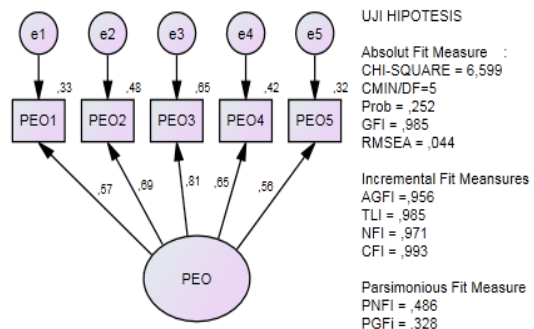 e1 e2 e3 e4 e5
,33 ,48 ,65 ,42 ,32
PEO1 PEO2 PEO3 PEO4 PEO5
,57 ,69 ,81 ,65 ,56
PEO
UJI HIPOTESIS
Absolut Fit Measure :
CHI-SQUARE = 6,599
CMIN/DF=5
Prob = ,252
GFI = ,985
RMSEA = ,044
Incremental Fit Meansures
AGFI =,956
TLI = ,985
NFI = ,971
CFI = ,993
Parsimonious Fit Measure
PNFI = ,486
PGFi = ,328